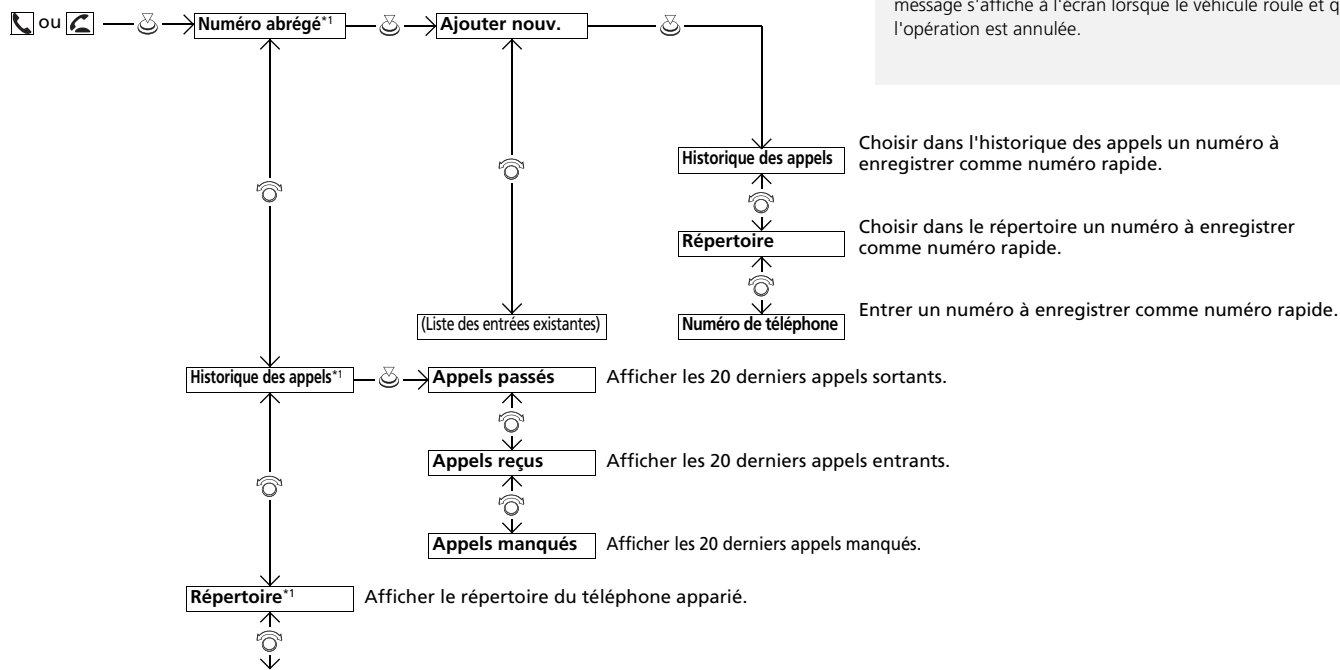 message s'affiche à l'écran lorsque le véhicule roule et q
l'opération est annulée.
ou
Numéro abrégé*1
Ajouter nouv.
Historique des appels
Choisir dans l'historique des appels un numéro à
enregistrer comme numéro rapide.
Répertoire
Choisir dans le répertoire un numéro à enregistrer
comme numéro rapide.
(Liste des entrées existantes)
Numéro de téléphone
Entrer un numéro à enregistrer comme numéro rapide.
Historique des appels*1
Appels passés
Afficher les 20 derniers appels sortants.
Appels reçus
Afficher les 20 derniers appels entrants.
Appels manqués
Afficher les 20 derniers appels manqués.
Répertoire*1
Afficher le répertoire du téléphone apparié.